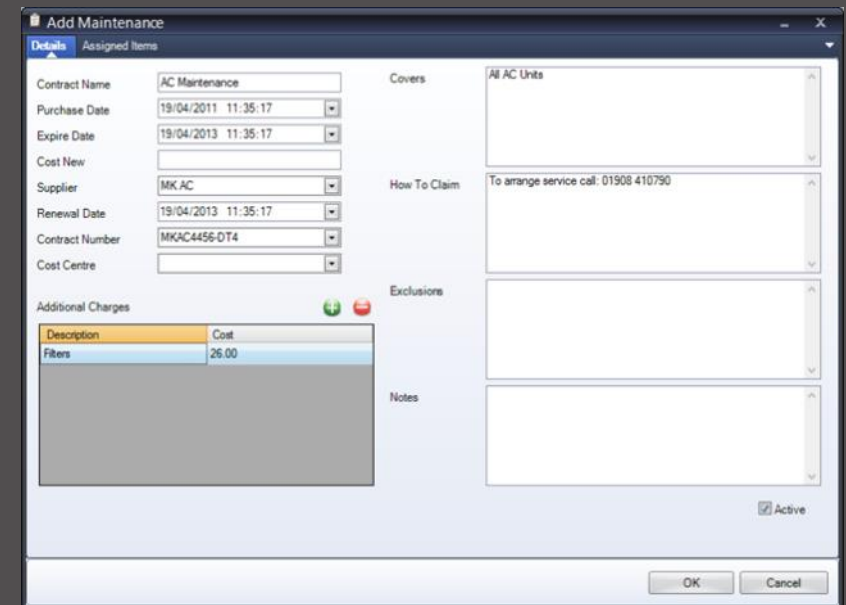 Add Maintenance
Details Assigned Items
Contract Name AC Maintenance
Purchase Date 19/04/2011 11:35:17
Expire Date 19/04/2013 11:35:17
Cost New
Supplier MK AC
Renewal Date 19/04/2013 11:35:17
Contract Number MKAC4456-DT4
Cost Centre
Additional Charges
Description Cost
Filters 26.00
Covers All AC Units
How To Claim To arrange service call: 01908 410790
Exclusions
Notes
Active
OK Cancel